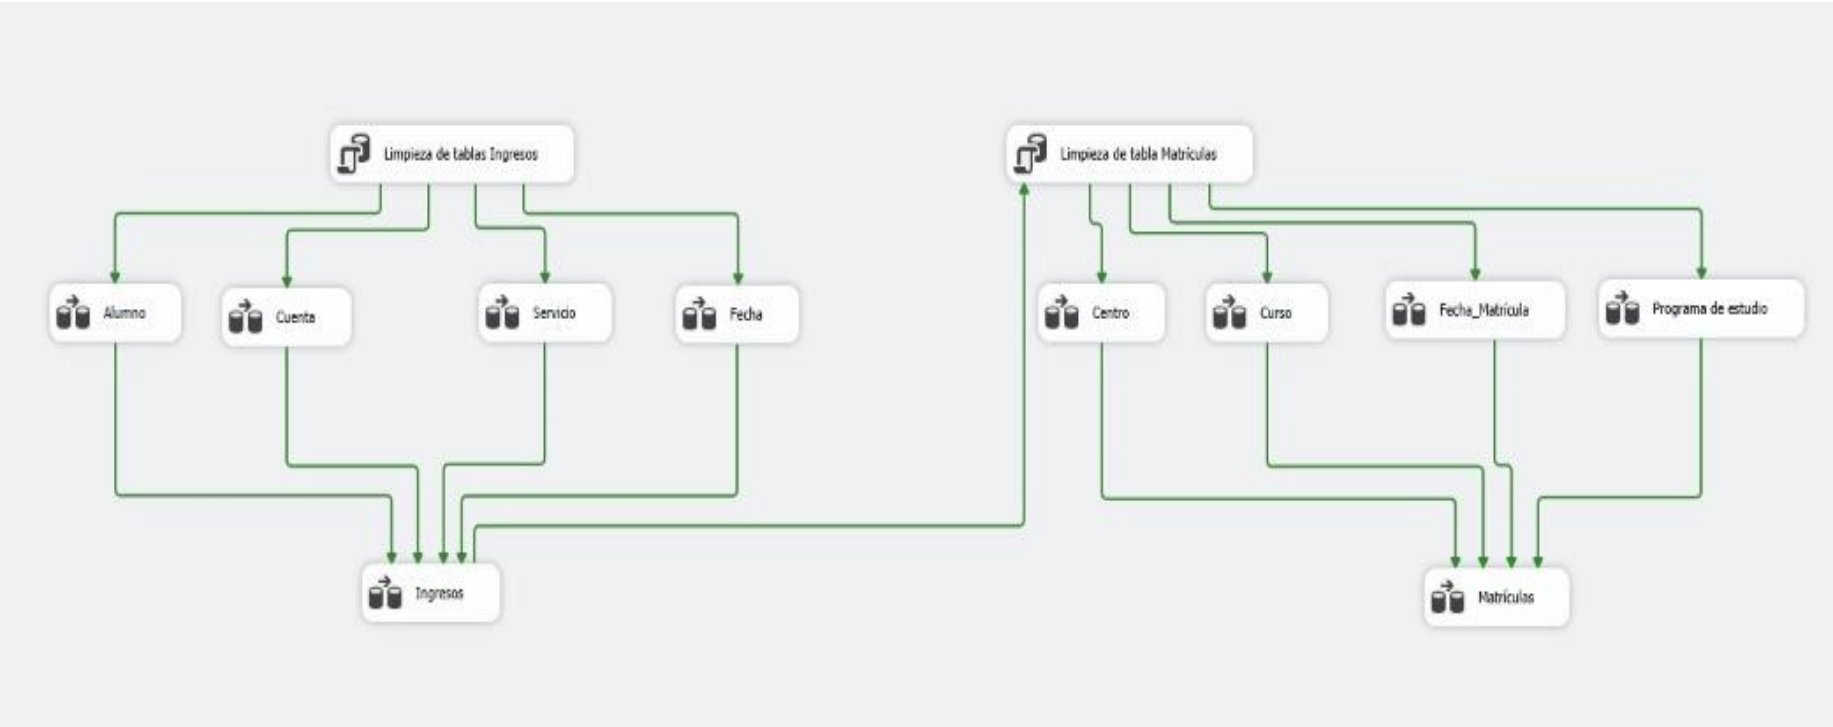 Limpieza de tablas Ingresos
Limpieza de tabla Matrículas
Alumno
Cuenta
Servicio
Fecha
Centro
Curso
Fecha_Matrícula
Programa de estudio
Ingresos
Matrículas